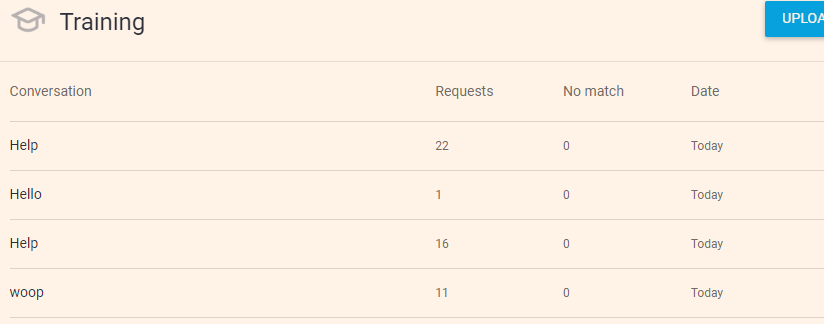 Training UPLOA
Conversation Requests No match Date
Help 22 0 Today
Hello 1 0 Today
Help 16 0 Today
woop 11 0 Today